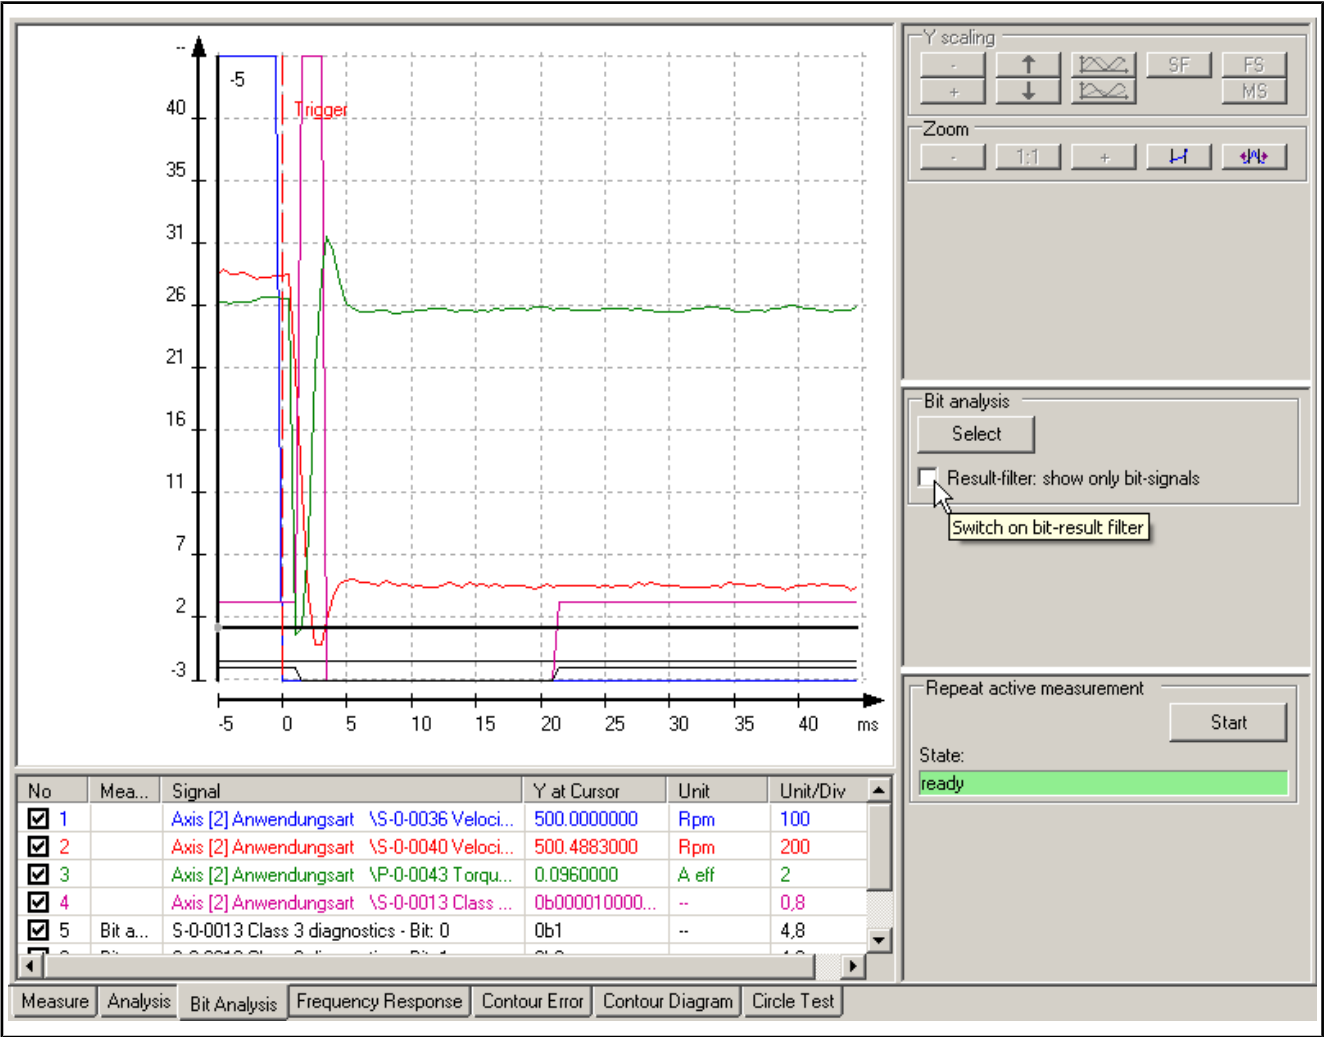 --
-5
Trigger
40
35
31
26
21
16
11
7
2
-3
-5 0 5 10 15 20 25 30 35 40 ms
Y scaling
- SF FS
+ MS
Zoom
- 1:1 +
Bit analysis
Select
Result-filter: show only bit-signals
Switch on bit-result filter
Repeat active measurement
Start
State:
ready
No Mea... Signal Y at Cursor Unit Unit/Div
1 Axis [2] Anwendungsart \S-0-0036 Veloci... 500.0000000 Rpm 100
2 Axis [2] Anwendungsart \S-0-0040 Veloci... 500.4883000 Rpm 200
3 Axis [2] Anwendungsart \P-0-0043 Torqu... 0.0960000 A eff 2
4 Axis [2] Anwendungsart \S-0-0013 Class ... 0b000010000... -- 0,8
5 Bit a... S-0-0013 Class 3 diagnostics - Bit: 0 0b1 -- 4,8
Measure Analysis Bit Analysis Frequency Response Contour Error Contour Diagram Circle Test